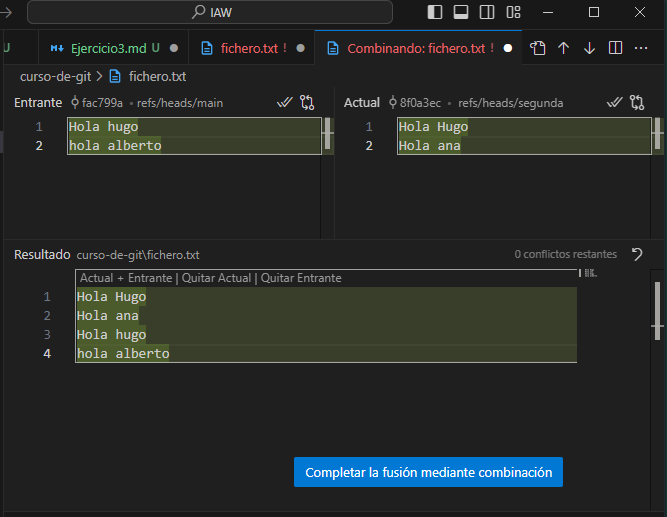 IAW
U
Ejercicio3.md U
fichero.txt !
Combinando: fichero.txt !
curso-de-git > fichero.txt
Entrante fac799a • refs/heads/main
1 Hola hugo
2 hola alberto
Actual 8f0a3ec • refs/heads/segunda
1 Hola Hugo
2 Hola ana
Resultado curso-de-git\fichero.txt 0 conflictos restantes
Actual + Entrante | Quitar Actual | Quitar Entrante
1 Hola Hugo
2 Hola ana
3 Hola hugo
4 hola alberto
Completar la fusión mediante combinación